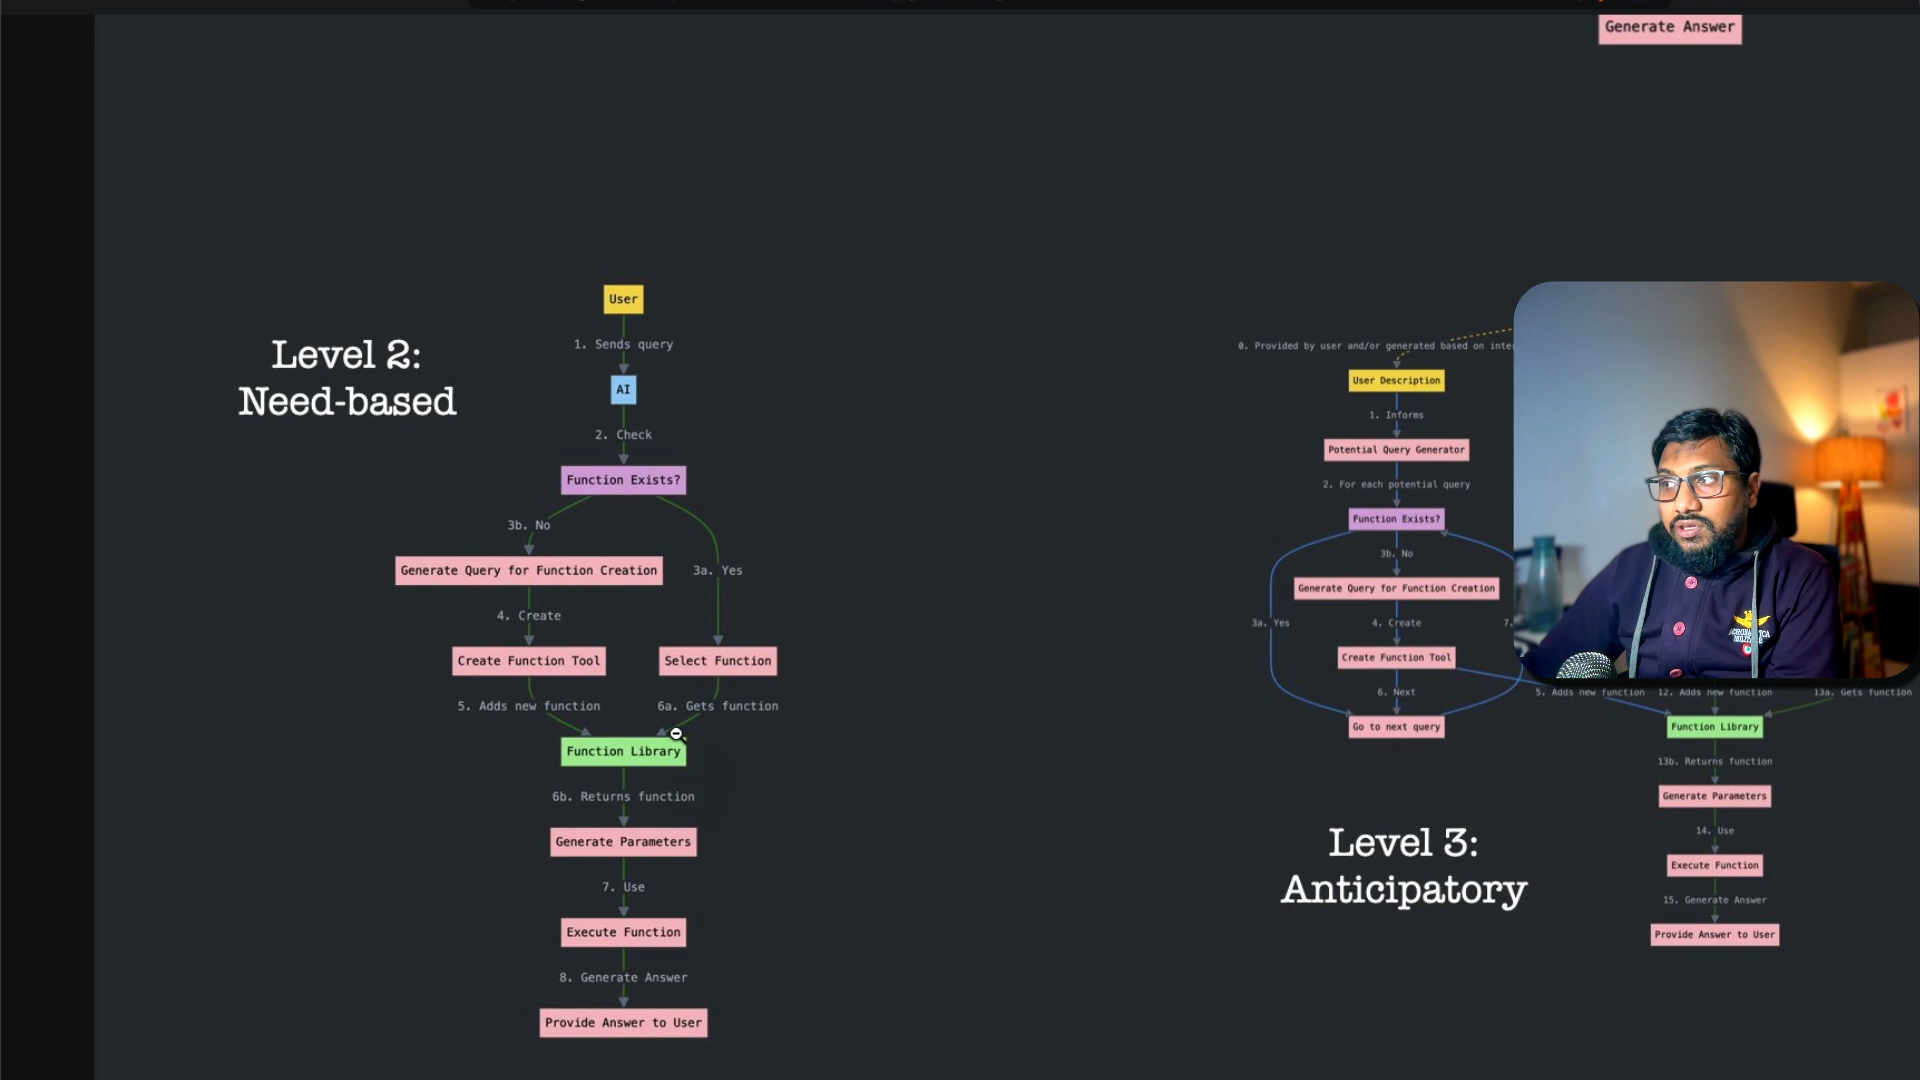 Generate Answer
Level 2:
Need-based
User
1. Sends query
AI
2. Check
Function Exists?
3b. No
3a. Yes
Generate Query for Function Creation
4. Create
Create Function Tool
Select Function
5. Adds new function
6a. Gets function
Function Library
6b. Returns function
Generate Parameters
7. Use
Execute Function
8. Generate Answer
Provide Answer to User
0. Provided by user and/or generated based on
User Description
1. Informs
Potential Query Generator
2. For each potential query
Function Exists?
3b. No
Generate Query for Function Creation
3a. Yes
4. Create
7.
Create Function Tool
6. Next
Go to next query
5. Adds new function
12. Adds new function
13a. Gets function
Function Library
13b. Returns function
Generate Parameters
14. Use
Execute Function
15. Generate Answer
Provide Answer to User
Level 3:
Anticipatory